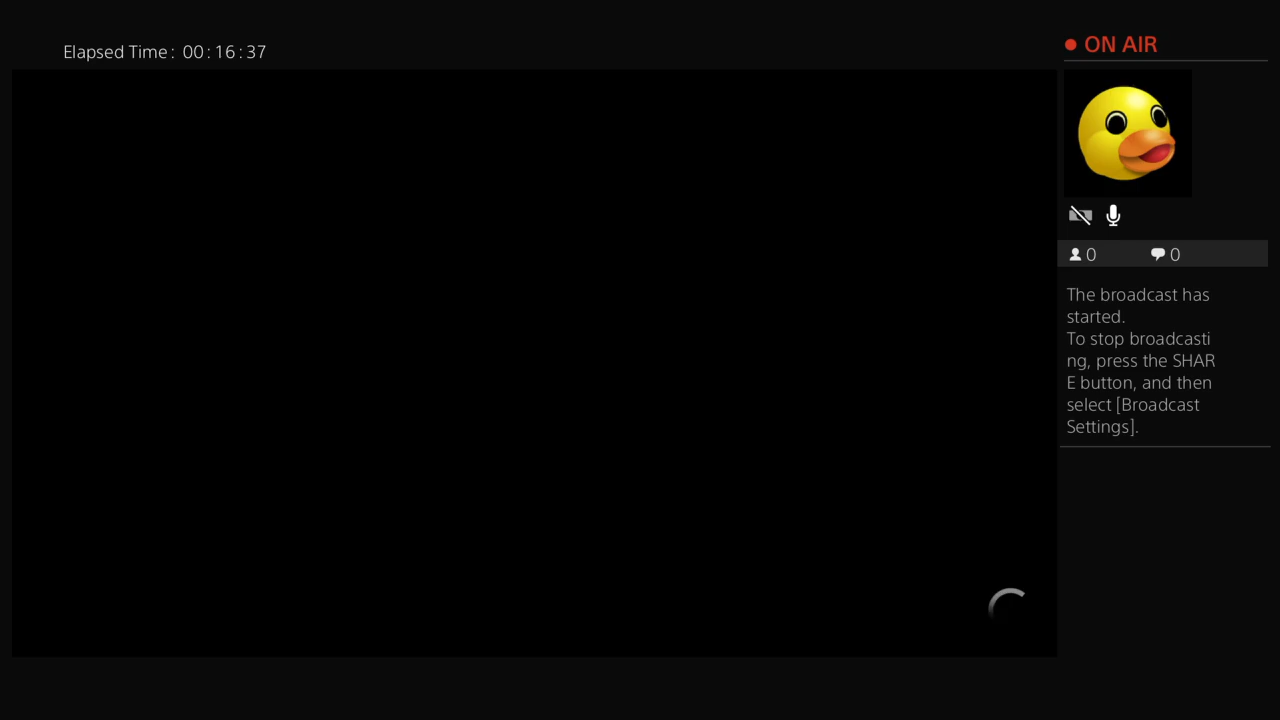 Elapsed Time: 00:16:37
ON AIR
0 0
The broadcast has
started.
To stop broadcasti
ng, press the SHAR
E button, and then
select [Broadcast
Settings].